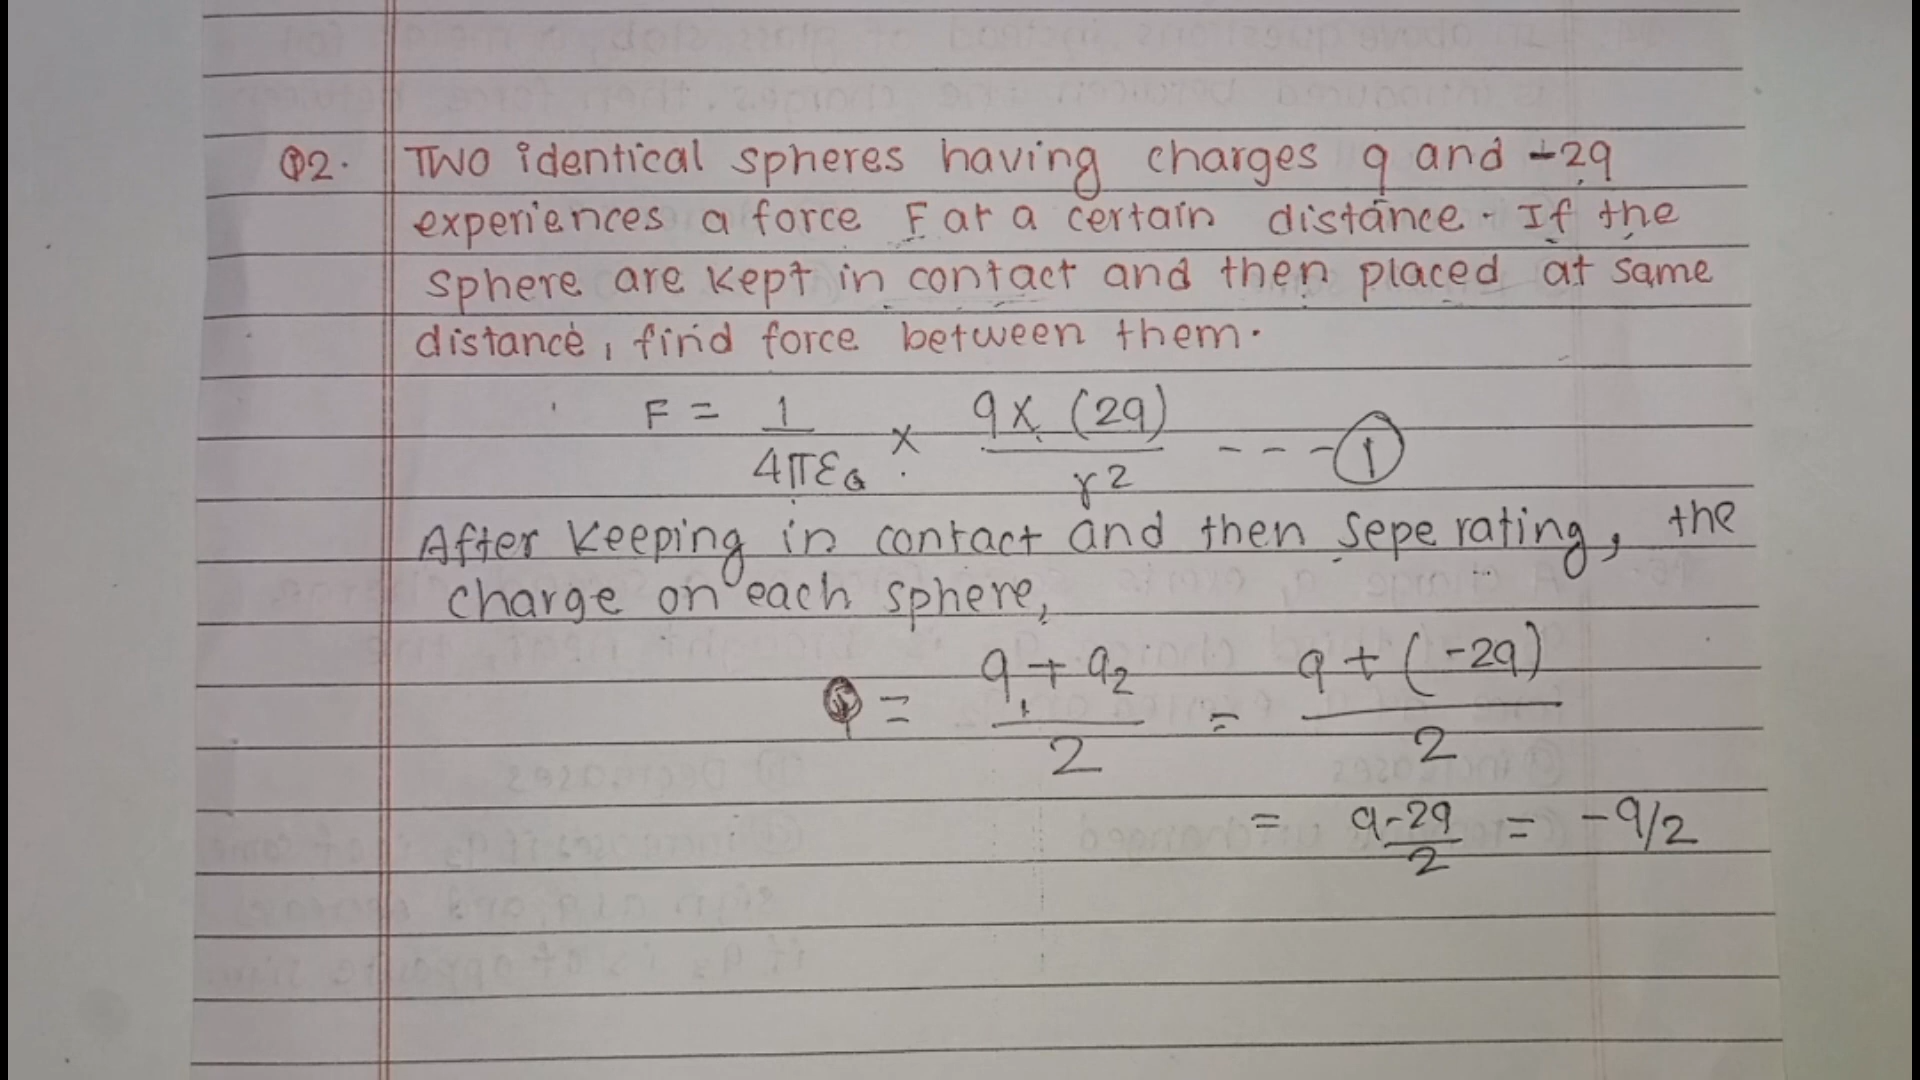 Q2. Two identical spheres having charges q and -2q
experiences a force F at a certain distance. If the
sphere are kept in contact and then placed at same
distance, find force between them.
F = 1/4πε₀ × q × (2q)/r² ---- ①
After keeping in contact and then seperating, the
charge on each sphere,
Q = q₁ + q₂/2 = q + (-2q)/2
= q-2q/2 = -q/2